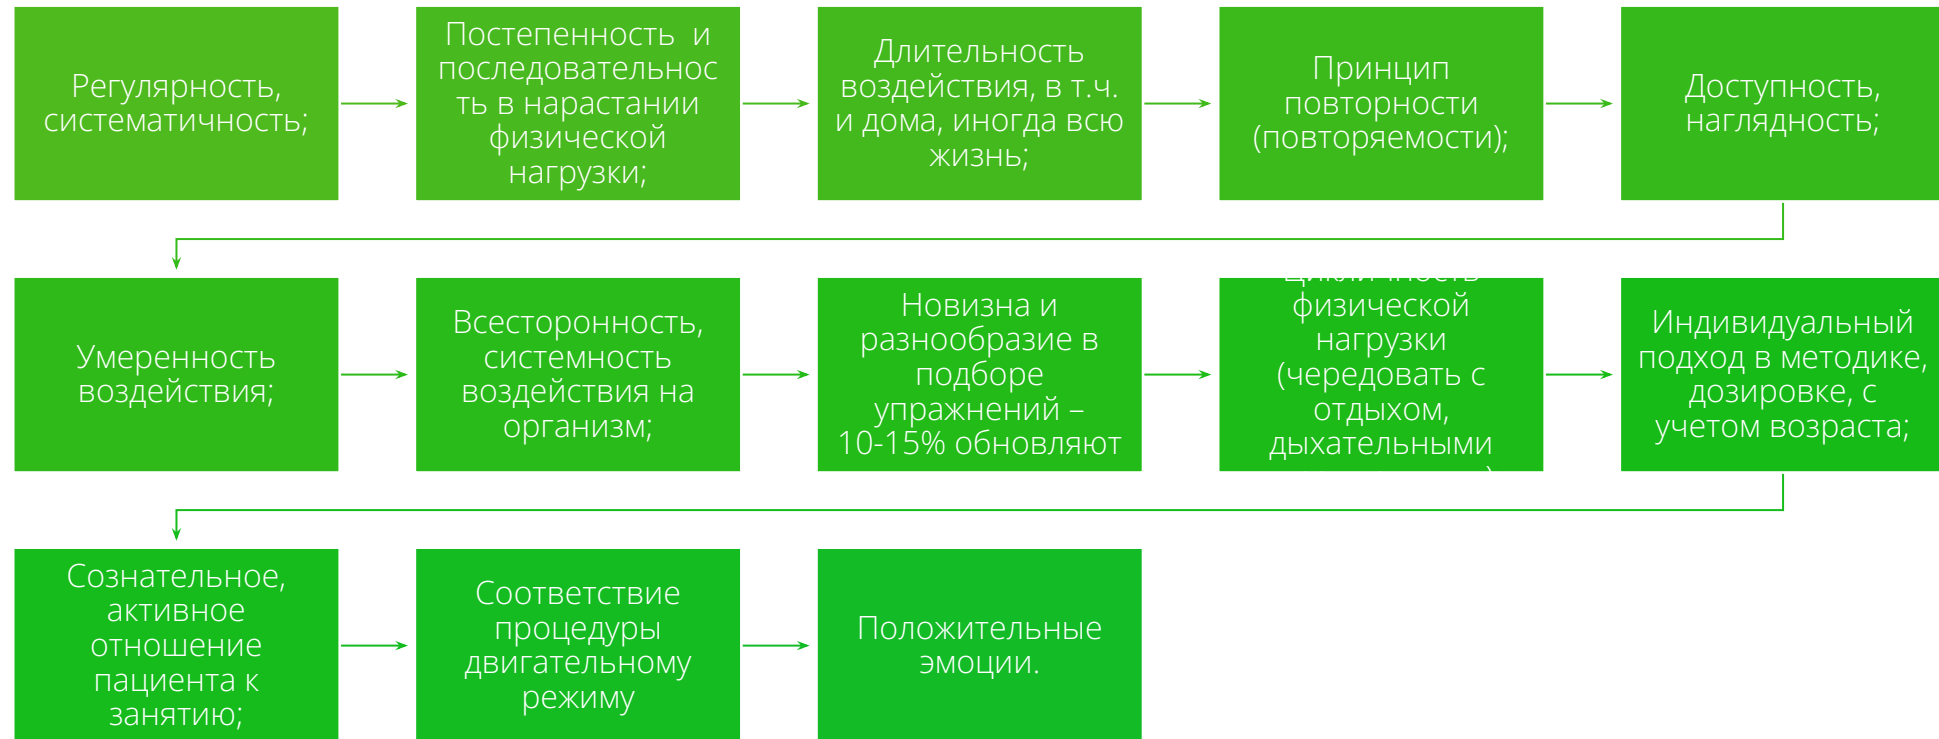 Регулярность,
систематичность;
Постепенность и
последовательнос
ть в нарастании
физической
нагрузки;
Длительность
воздействия, в т.ч.
и дома, иногда всю
жизнь;
Принцип
повторности
(повторяемости);
Доступность,
наглядность;
Умеренность
воздействия;
Всесторонность,
системность
воздействия на
организм;
Новизна и
разнообразие в
подборе
упражнений –
10-15% обновляют
Цикличность
физической
нагрузки
(чередовать с
отдыхом,
дыхательными
Индивидуальный
подход в методике,
дозировке, с
учетом возраста;
Сознательное,
активное
отношение
пациента к
занятию;
Соответствие
процедуры
двигательному
режиму
Положительные
эмоции.